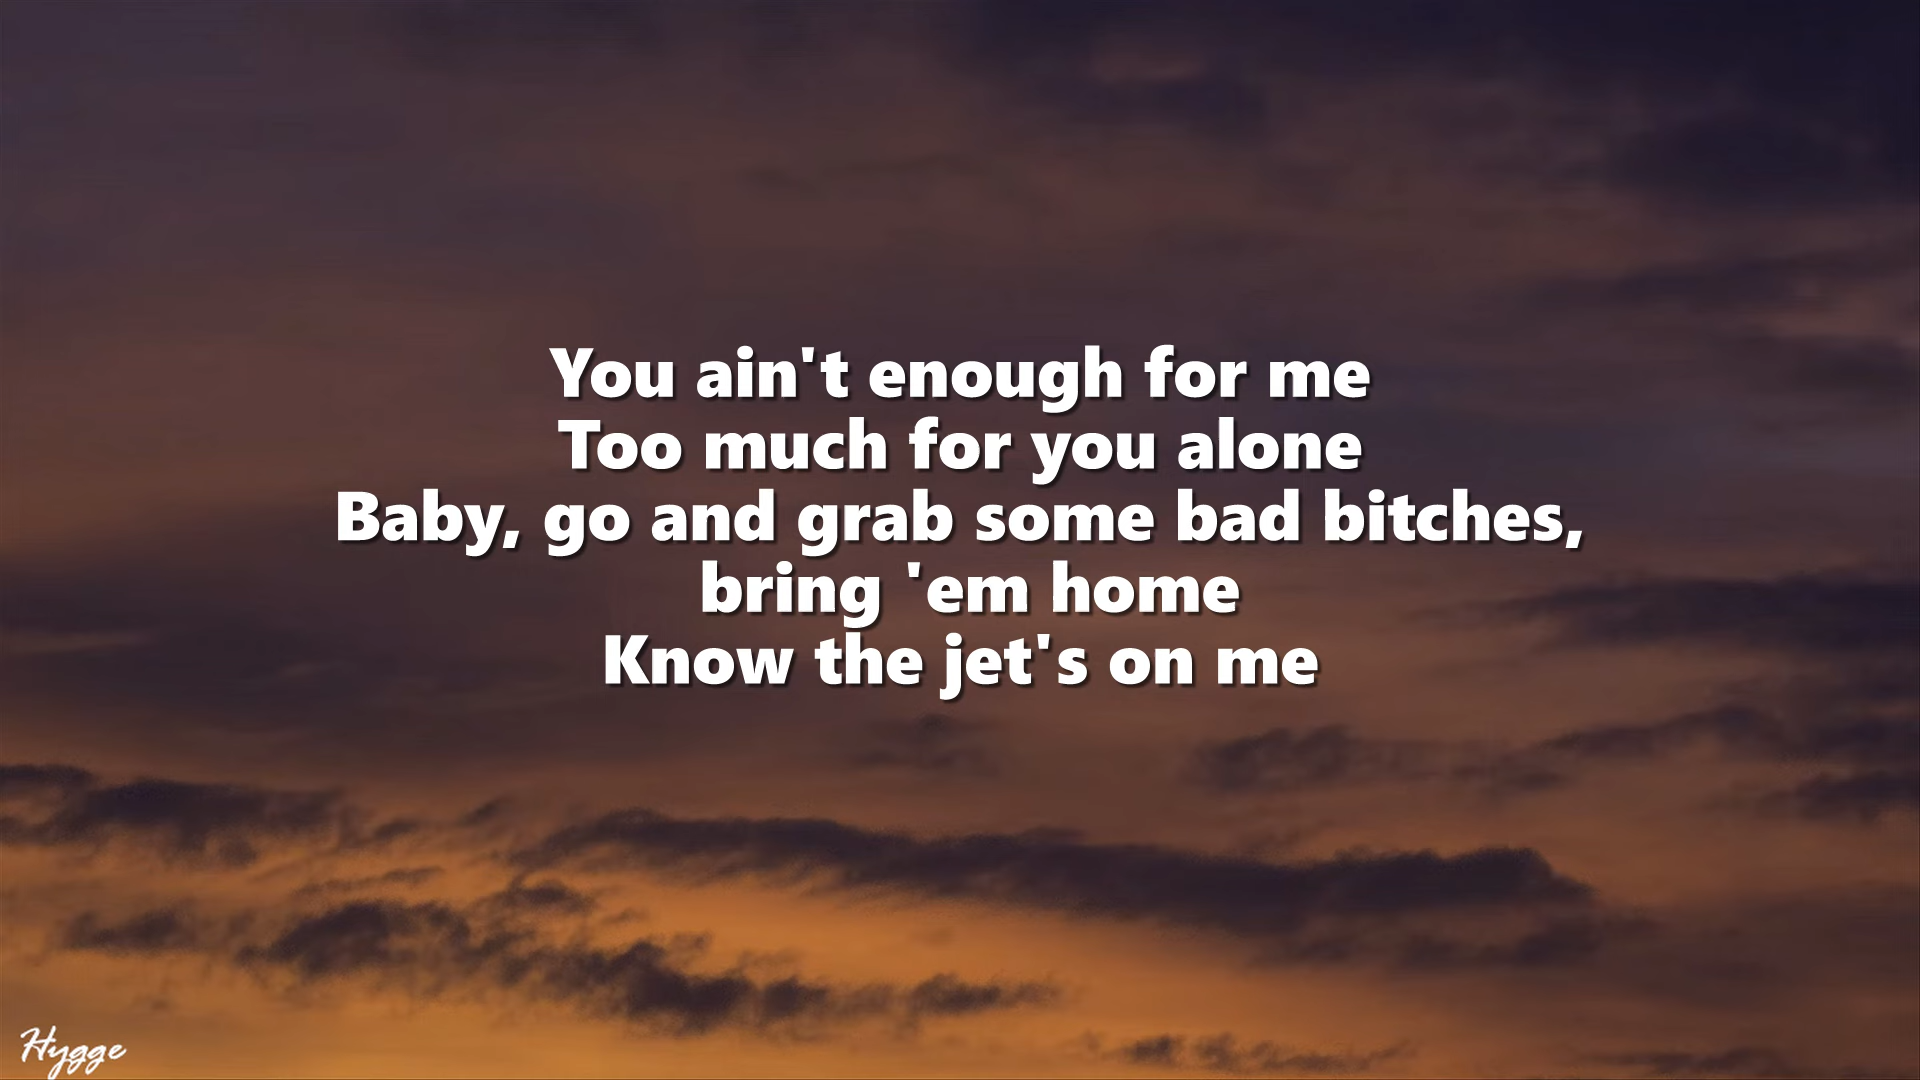 You ain't enough for me
Too much for you alone
Baby, go and grab some bad bitches,
bring 'em home
Know the jet's on me
Hygge